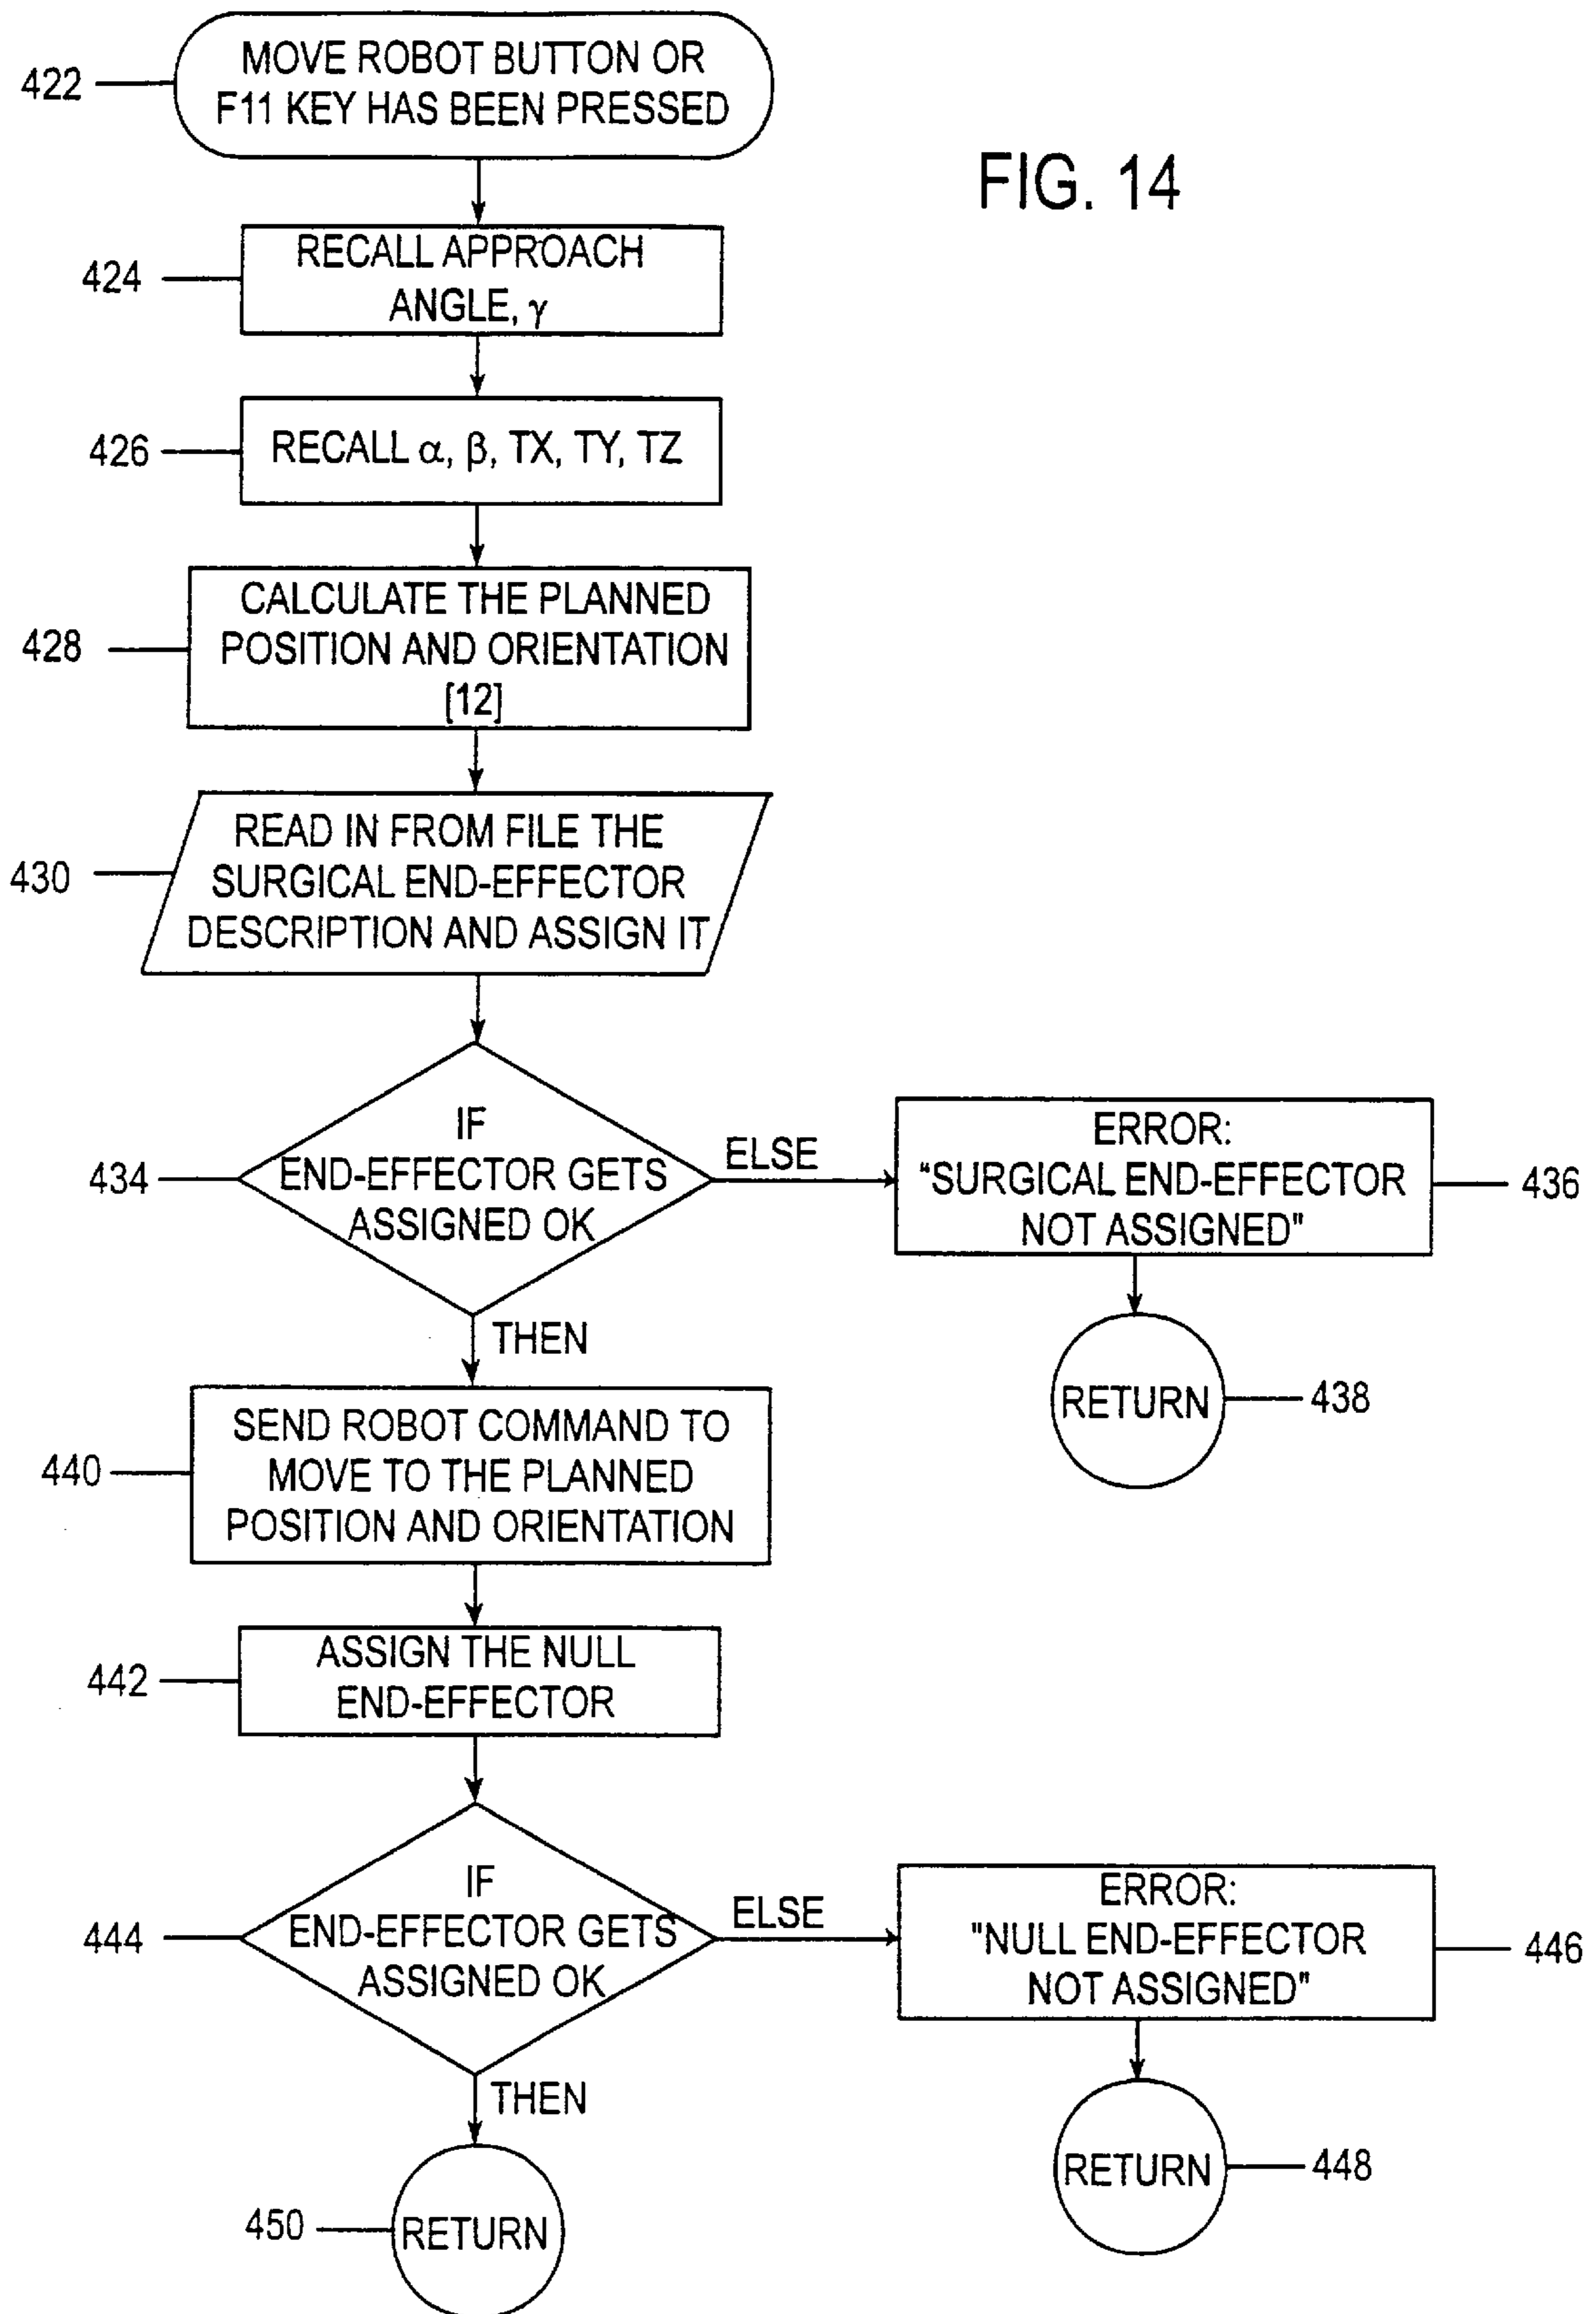 422
MOVE ROBOT BUTTON OR
F11 KEY HAS BEEN PRESSED
FIG. 14
424
RECALL APPROACH
ANGLE, γ
426
RECALL α, β, TX, TY, TZ
428
CALCULATE THE PLANNED
POSITION AND ORIENTATION
[12]
430
READ IN FROM FILE THE
SURGICAL END-EFFECTOR
DESCRIPTION AND ASSIGN IT
434
IF
END-EFFECTOR GETS
ASSIGNED OK
ELSE
ERROR:
"SURGICAL END-EFFECTOR
NOT ASSIGNED"
436
RETURN
438
THEN
440
SEND ROBOT COMMAND TO
MOVE TO THE PLANNED
POSITION AND ORIENTATION
442
ASSIGN THE NULL
END-EFFECTOR
444
IF
END-EFFECTOR GETS
ASSIGNED OK
ELSE
ERROR:
"NULL END-EFFECTOR
NOT ASSIGNED"
446
RETURN
448
THEN
450
RETURN